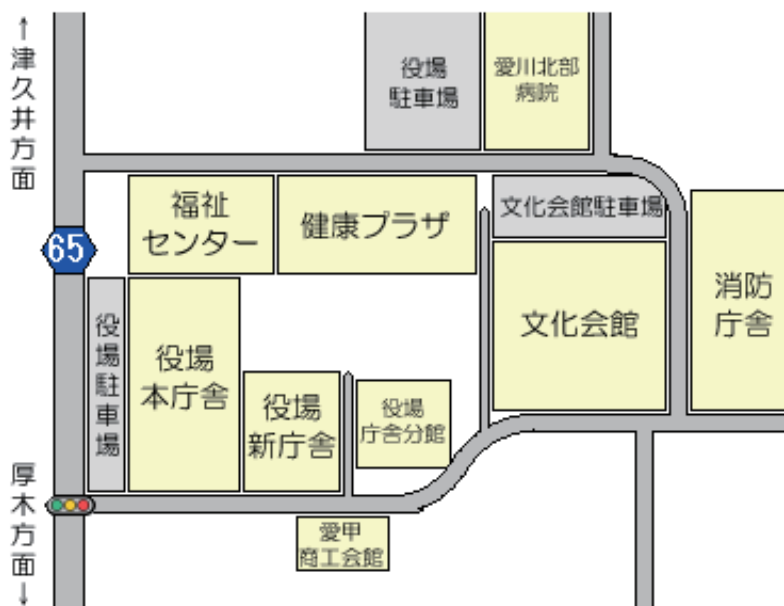 ↑津久井方面
役場
駐車場
愛川北部
病院
福祉
センター
健康プラザ
文化会館駐車場
65
消防
庁舎
文化会館
役場駐車場
役場
本庁舎
役場
新庁舎
役場
庁舎分館
厚木方面↓
愛甲
商工会館